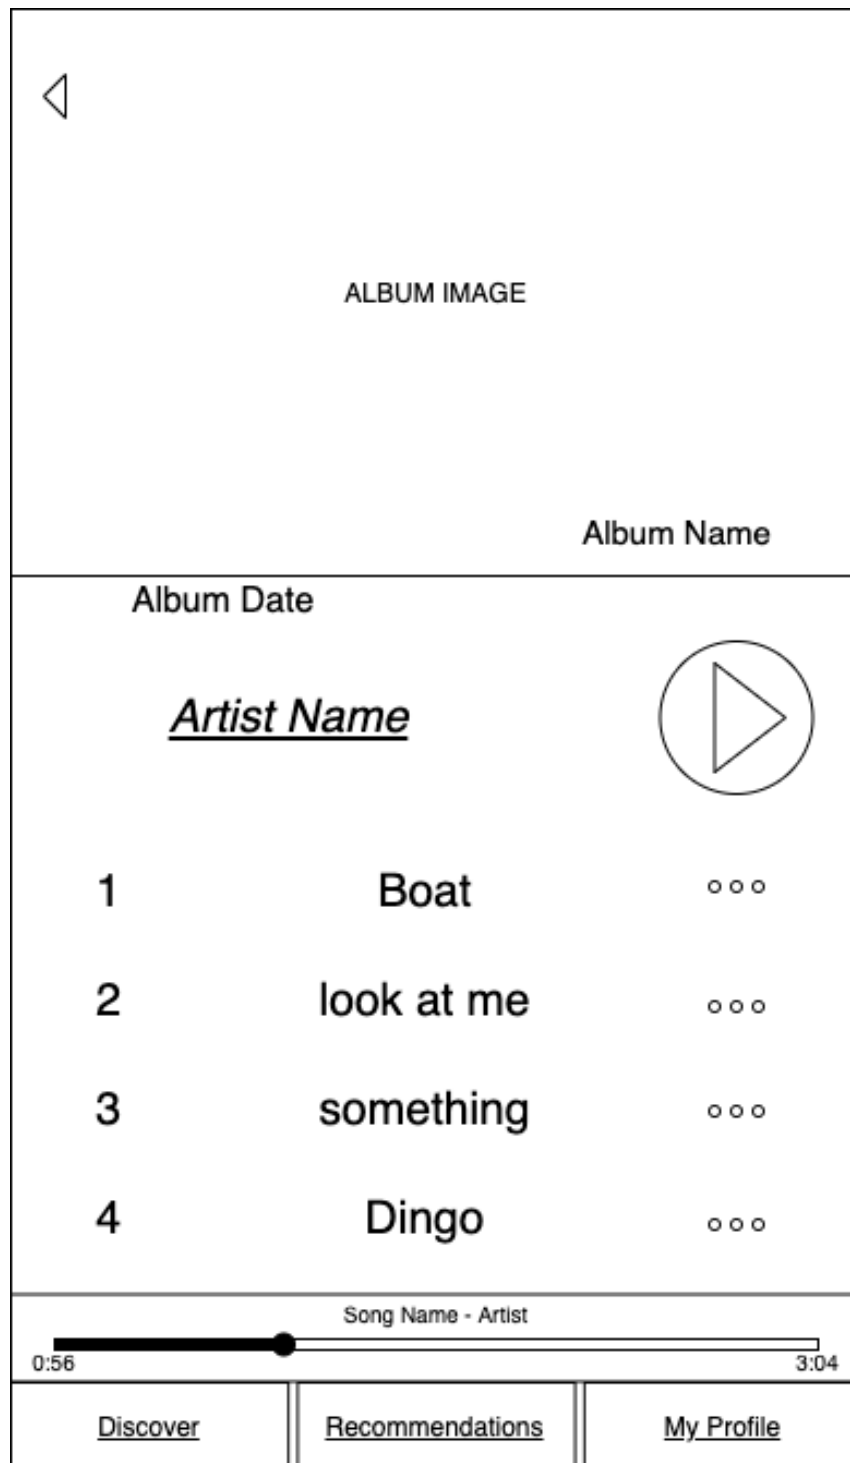 ALBUM IMAGE
Album Name
Album Date
Artist Name
1 Boat
2 look at me
3 something
4 Dingo
Song Name - Artist
0:56 3:04
Discover Recommendations My Profile